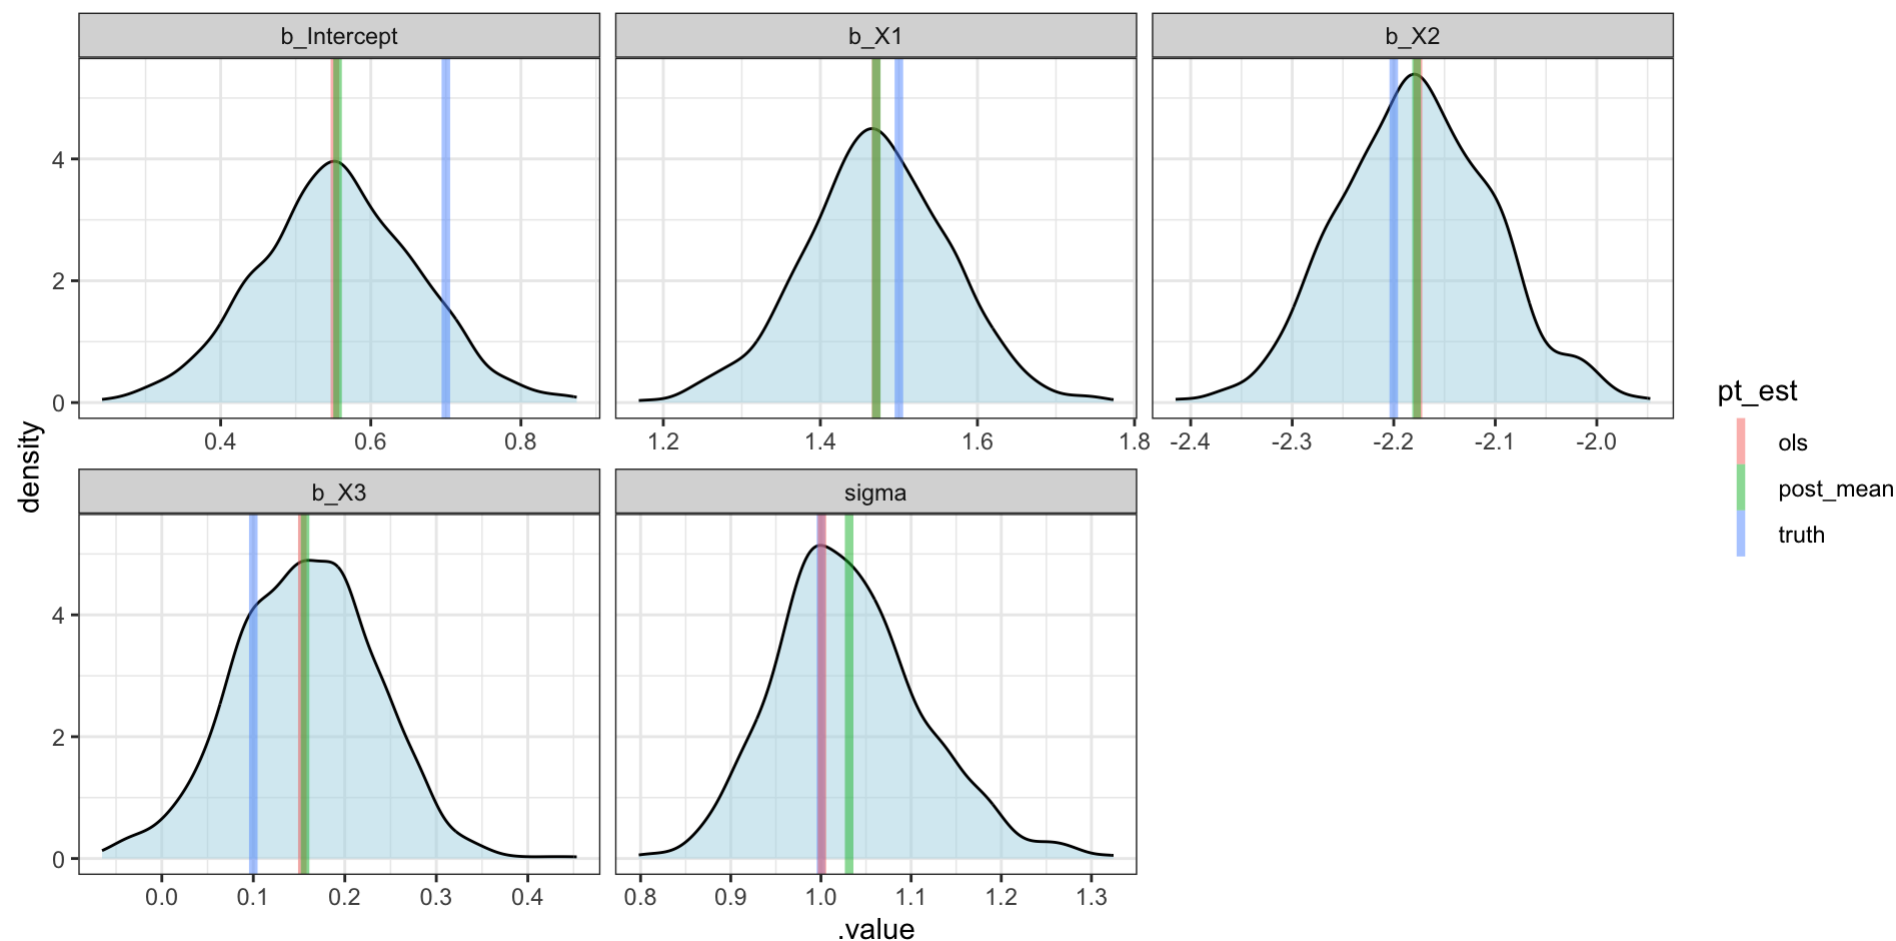 b_Intercept b_X1 b_X2
4
2
0
0.4 0.6 0.8 1.2 1.4 1.6 1.8 -2.4 -2.3 -2.2 -2.1 -2.0
density
pt_est
ols
post_mean
truth
b_X3 sigma
4
2
0
0.0 0.1 0.2 0.3 0.4 0.8 0.9 1.0 1.1 1.2 1.3
.value